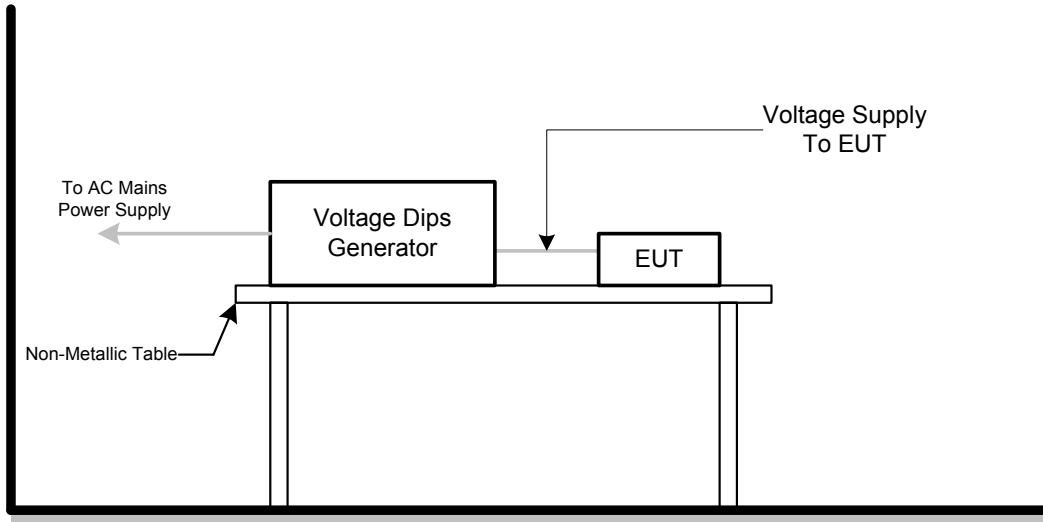 Voltage Supply
To EUT
To AC Mains
Power Supply
Voltage Dips
Generator
EUT
Non-Metallic Table